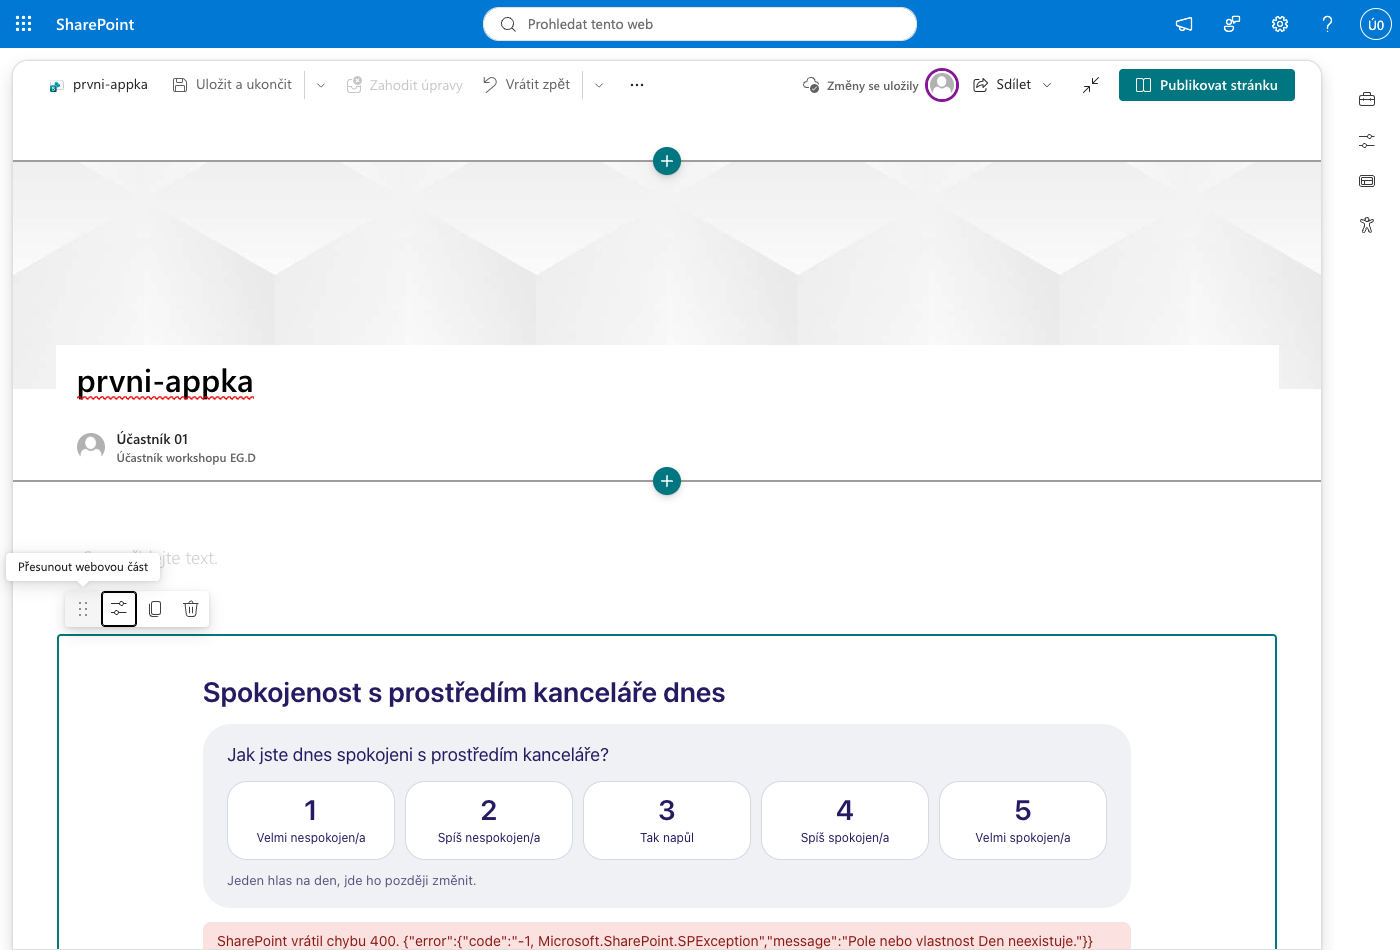 SharePoint
Prohledat tento web
Ú0
prvni-appka
Uložit a ukončit
Zahodit úpravy
Vrátit zpět
Změny se uložily
Sdílet
Publikovat stránku
prvni-appka
Účastník 01
Účastník workshopu EG.D
text.
Přesunout webovou část
Spokojenost s prostředím kanceláře dnes
Jak jste dnes spokojeni s prostředím kanceláře?
1
Velmi nespokojen/a
2
Spíš nespokojen/a
3
Tak napůl
4
Spíš spokojen/a
5
Velmi spokojen/a
Jeden hlas na den, jde ho později změnit.
SharePoint vrátil chybu 400. {"error":{"code":"-1, Microsoft.SharePoint.SPException","message":"Pole nebo vlastnost Den neexistuje."}}